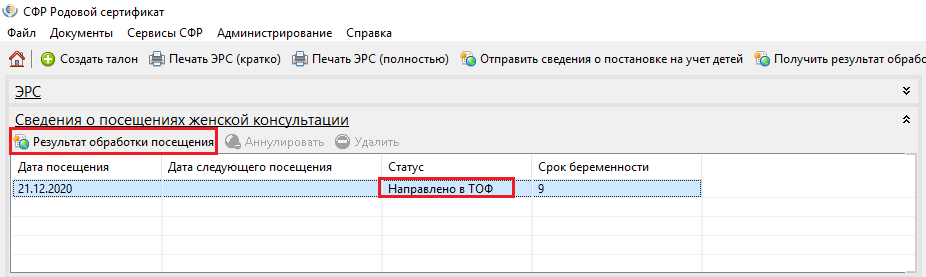 СФР Родовой сертификат
Файл Документы Сервисы СФР Администрирование Справка
Создать талон Печать ЭРС (кратко) Печать ЭРС (полностью) Отправить сведения о постановке на учет детей Получить результат обрабо
ЭРС
Сведения о посещениях женской консультации
Результат обработки посещения Аннулировать Удалить
Дата посещения Дата следующего посещения Статус Срок беременности
21.12.2020 Направлено в ТОФ 9